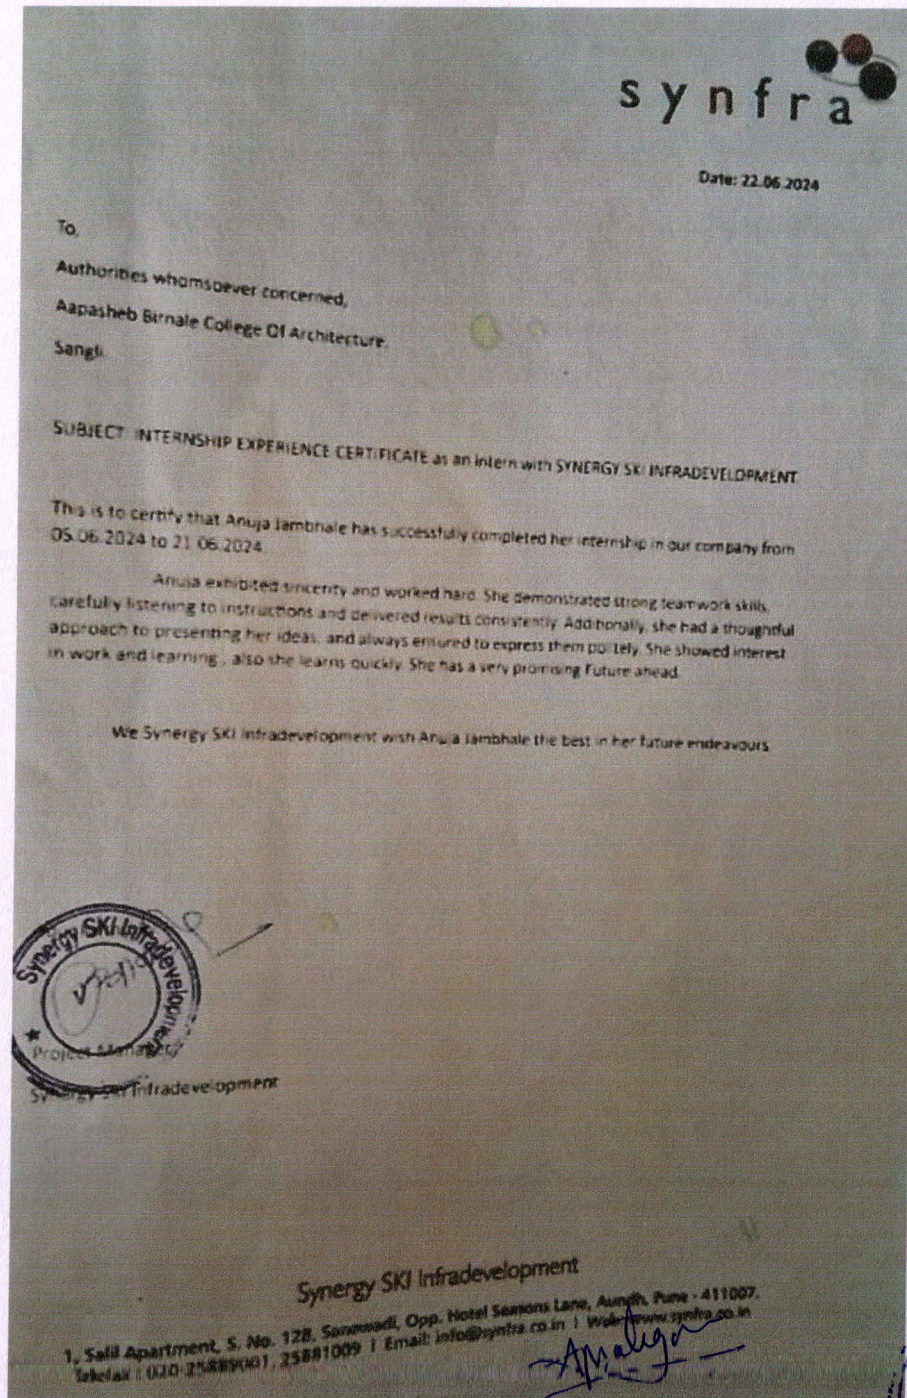 synfra
Date: 22.06.2024
To,
Authorities whomsoever concerned,
Aapasheb Birnale College Of Architecture,
Sangli.
SUBJECT: INTERNSHIP EXPERIENCE CERTIFICATE as an intern with SYNERGY SKI INFRADEVELOPMENT
This is to certify that Anuja Jambhale has successfully completed her internship in our company from
05.06.2024 to 21.06.2024.
Anuja exhibited sincerity and worked hard. She demonstrated strong teamwork skills,
carefully listening to instructions and delivered results consistently. Additionally, she had a thoughtful
approach to presenting her ideas, and always ensured to express them politely. She showed interest
in work and learning , also she learns quickly. She has a very promising Future ahead.
We Synergy SKI Infradevelopment wish Anuja Jambhale the best in her future endeavours.
Synergy SKI Infradevelopment
Project Manager,
Synergy SKI Infradevelopment
Synergy SKI Infradevelopment
1, Salil Apartment, S. No. 128, Sanewadi, Opp. Hotel Seasons Lane, Aundh, Pune - 411007.
Telefax : 020-25889001, 25881009 | Email: info@synfra.co.in | Web: www.synfra.co.in